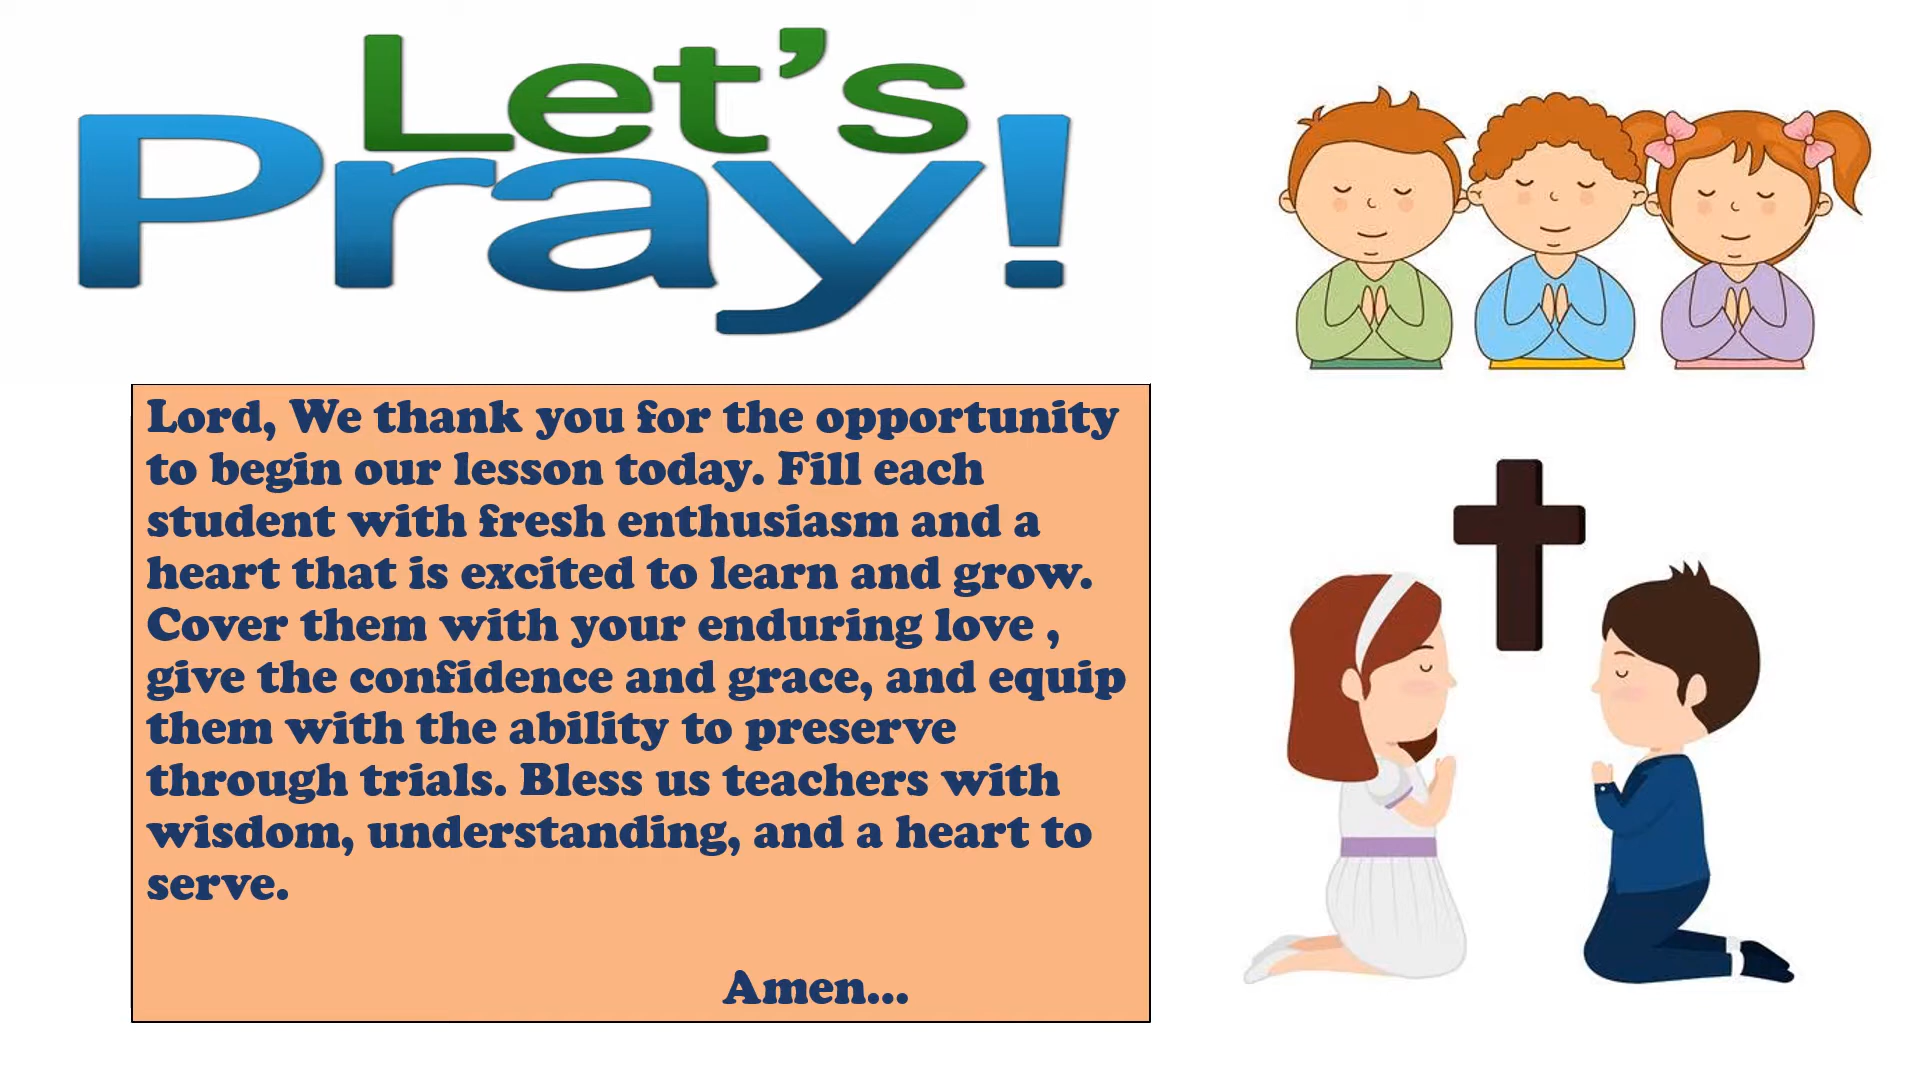 Let's
Pray!
Lord, We thank you for the opportunity
to begin our lesson today. Fill each
student with fresh enthusiasm and a
heart that is excited to learn and grow.
Cover them with your enduring love ,
give the confidence and grace, and equip
them with the ability to preserve
through trials. Bless us teachers with
wisdom, understanding, and a heart to
serve.
Amen...